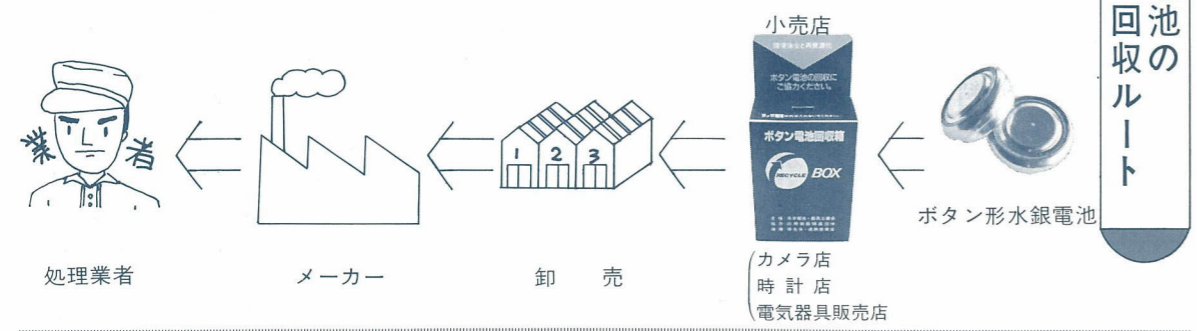 池の
回収ルート
ボタン形水銀電池
小売店
ボタン電池の回収に
ご協力ください。
ボタン電池回収箱
RECYCLE BOX
カメラ店
時計店
電気器具販売店
1 2 3
卸売
メーカー
業者
処理業者